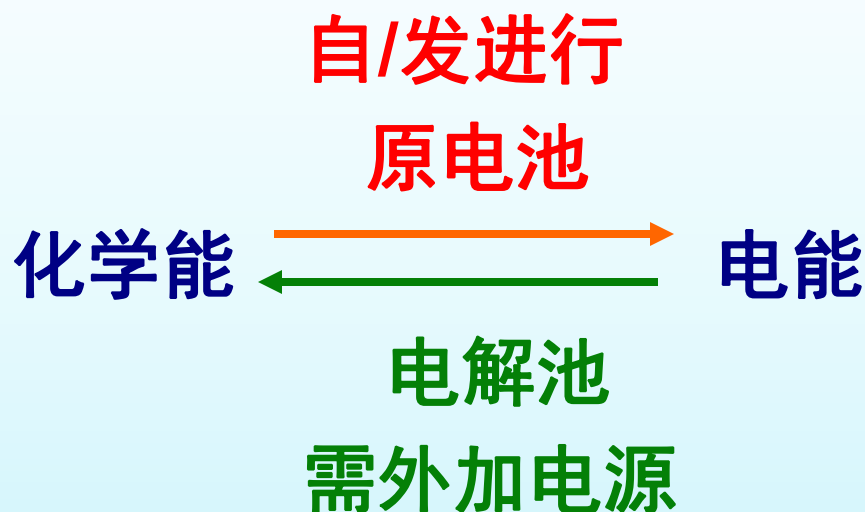 自/发进行
原电池
化学能
电能
电解池
需外加电源